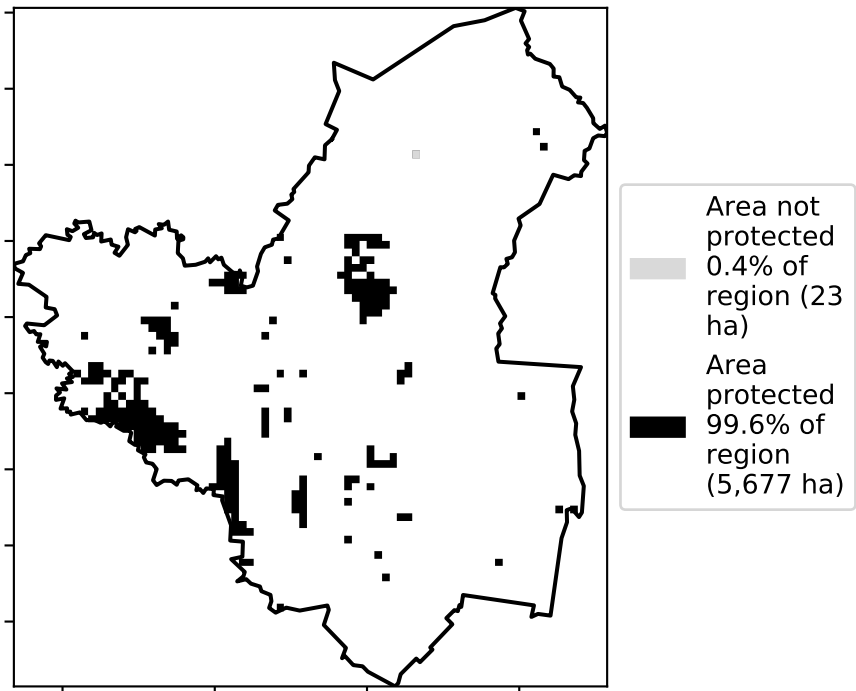 Area not
protected
0.4% of
region (23
ha)
Area
protected
99.6% of
region
(5,677 ha)